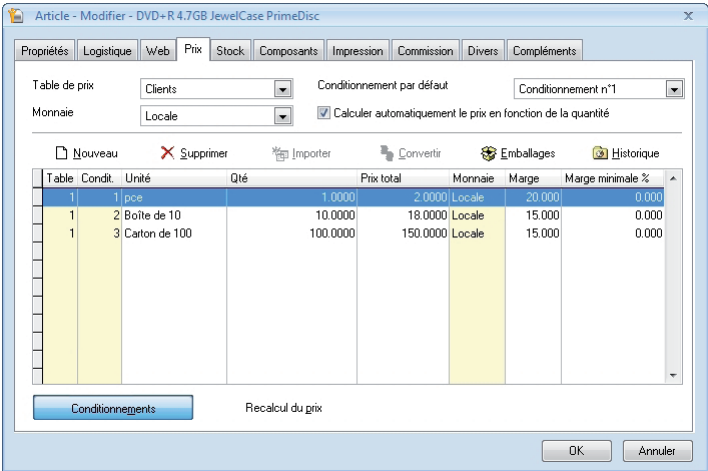 Article - Modifier - DVD+R 4.7GB JewelCase PrimeDisc
Propriétés Logistique Web Prix Stock Composants Impression Commission Divers Compléments
Table de prix Clients Conditionnement par défaut Conditionnement n°1
Monnaie Locale Calculer automatiquement le prix en fonction de la quantité
Nouveau Supprimer Importer Convertir Emballages Historique
Table Condit. Unité Qté Prix total Monnaie Marge Marge minimale %
1 1 pce 1.0000 2.0000 Locale 20.000 0.000
1 2 Boîte de 10 10.0000 18.0000 Locale 15.000 0.000
1 3 Carton de 100 100.0000 150.0000 Locale 15.000 0.000
Conditionnements Recalcul du prix
OK Annuler